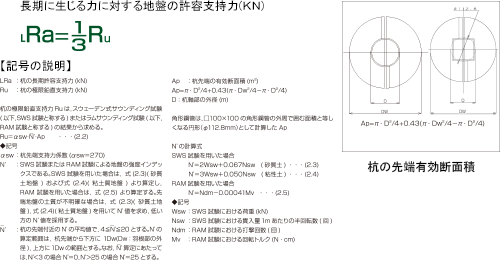 長期に生じる力に対する地盤の許容支持力(KN)
LRa=1/3Ru
【記号の説明】
LRa ：杭の長期許容支持力 (kN)
Ru ：杭の極限鉛直支持力 (kN)
杭の極限鉛直支持力 Ru は、スウェーデン式サウンディング試験
(以下、SWS 試験と称する) またはラムサウンディング試験 (以下、
RAM 試験と称する) の結果から求める。
Ru=αsw・N̄'・Ap ・・・(2.2)
◆記号
αsw ：杭先端支持力係数 (αsw=270)
N' ：SWS 試験または RAM 試験による地盤の強度インデッ
クスである。SWS 試験を用いた場合は、式 (2.3)( 砂質
土地盤 ) および式 (2.4)( 粘土質地盤 ) より算定し、
RAM 試験を用いた場合は、式 (2.5) より算定する。先
端地盤の土質が不明確な場合は、式 (2.3)( 砂質土地
盤 )、式 (2.4)( 粘土質地盤 ) を用いて N' 値を求め、低い
方の N' 値を採用する。
N̄' ：杭の先端付近の N' の平均値で、4≦N̄'≦20 とする。N̄' の
算定範囲は、杭先端から下方に 1Dw(Dw : 羽根部の外
径)、上方に 1Dw の範囲とする。なお、N̄' 算定にあたって
は、N'<3 の場合 N'=0、N'>25 の場合 N'=25 とする。
Ap ：杭先端の有効断面積 (m²)
Ap=π・D²/4+0.43(π・Dw²/4−π・D²/4)
D ：杭軸部の外径 (m)
角形鋼管は、□100×100 の角形鋼管の外周で囲む面積と等し
くなる円形 (φ112.8mm) として計算した Ap
N' の計算式
SWS 試験を用いた場合
N'=2Wsw+0.067Nsw ( 砂質土 ) ・・・(2.3)
N'=3Wsw+0.050Nsw ( 粘性土 ) ・・・(2.4)
RAM 試験を用いた場合
N'=Ndm−0.0041Mv ・・・(2.5)
◆記号
Wsw ：SWS 試験における荷重 (kN)
Nsw ：SWS 試験における貫入量 1m あたりの半回転数 ( 回 )
Ndm ：RAM 試験における打撃回数 ( 回 )
Mv ：RAM 試験における回転トルク (N・cm)
D
D
Ap=π・D²/4+0.43(π・Dw²/4−π・D²/4)
杭の先端有効断面積